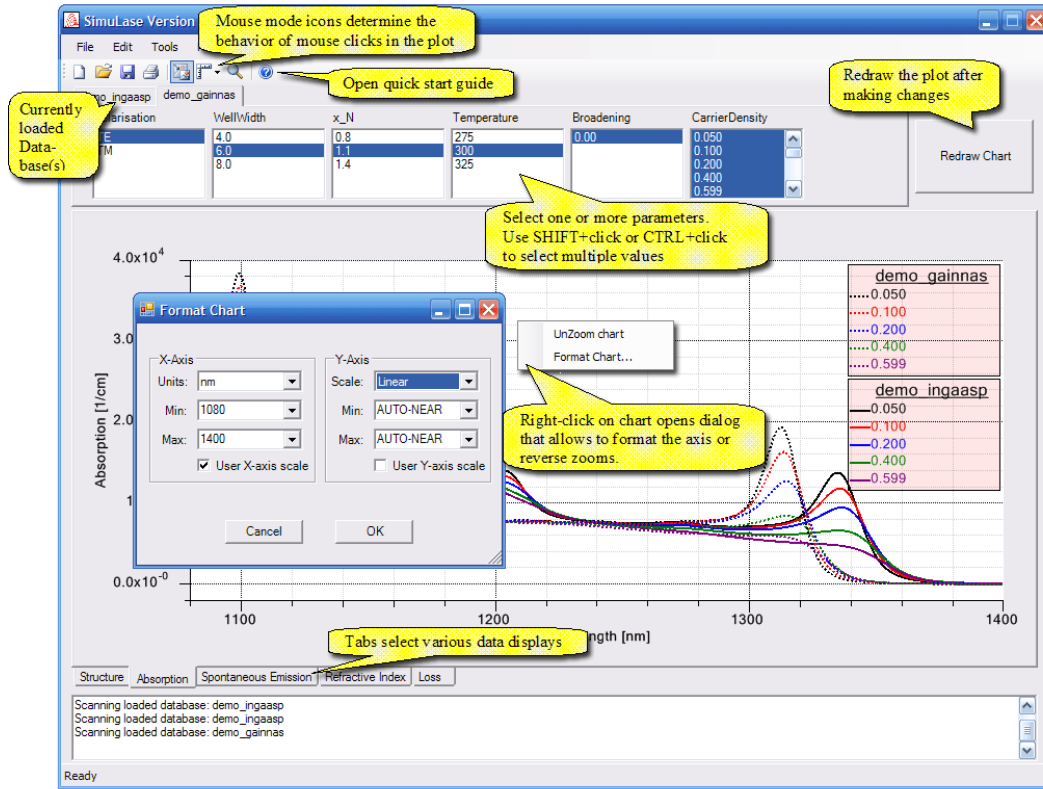 SimuLase Version
Mouse mode icons determine the
behavior of mouse clicks in the plot
File Edit Tools
Open quick start guide
Redraw the plot after
making changes
Currently
loaded
Data-
base(s)
demo_gainnas
WellWidth x_N Temperature Broadening CarrierDensity
4.0 0.8 275 0.00 0.050
6.0 1.1 300 0.100
8.0 1.4 325 0.200
0.400
0.599
Redraw Chart
Select one or more parameters.
Use SHIFT+click or CTRL+click
to select multiple values
4.0x10⁴
Format Chart
X-Axis
Units: nm
Min: 1080
Max: 1400
User X-axis scale
Y-Axis
Scale: Linear
Min: AUTO-NEAR
Max: AUTO-NEAR
User Y-axis scale
Cancel OK
UnZoom chart
Format Chart...
Right-click on chart opens dialog
that allows to format the axis or
reverse zooms.
demo_gainnas
0.050
0.100
0.200
0.400
0.599
demo_ingaasp
0.050
0.100
0.200
0.400
0.599
Absorption [1/cm]
3.0
2.0
1
0.0x10⁻⁰
1100 1200 1300 1400
[nm]
Tabs select various data displays
Structure Absorption Spontaneous Emission Refractive Index Loss
Scanning loaded database: demo_ingaasp
Scanning loaded database: demo_ingaasp
Scanning loaded database: demo_gainnas
Ready